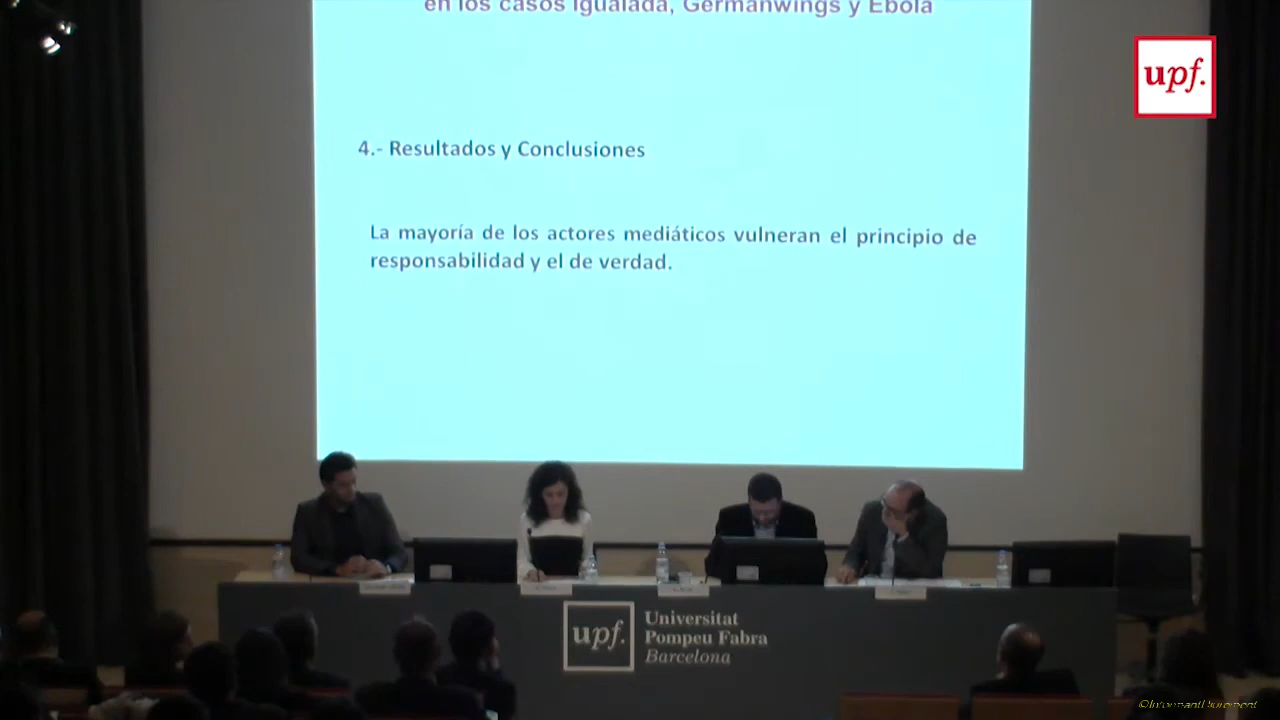 en los casos Igualada, Germanwings y Ébola
upf.
4.- Resultados y Conclusiones
La mayoría de los actores mediáticos vulneran el principio de
responsabilidad y el de verdad.
upf.
Universitat
Pompeu Fabra
Barcelona